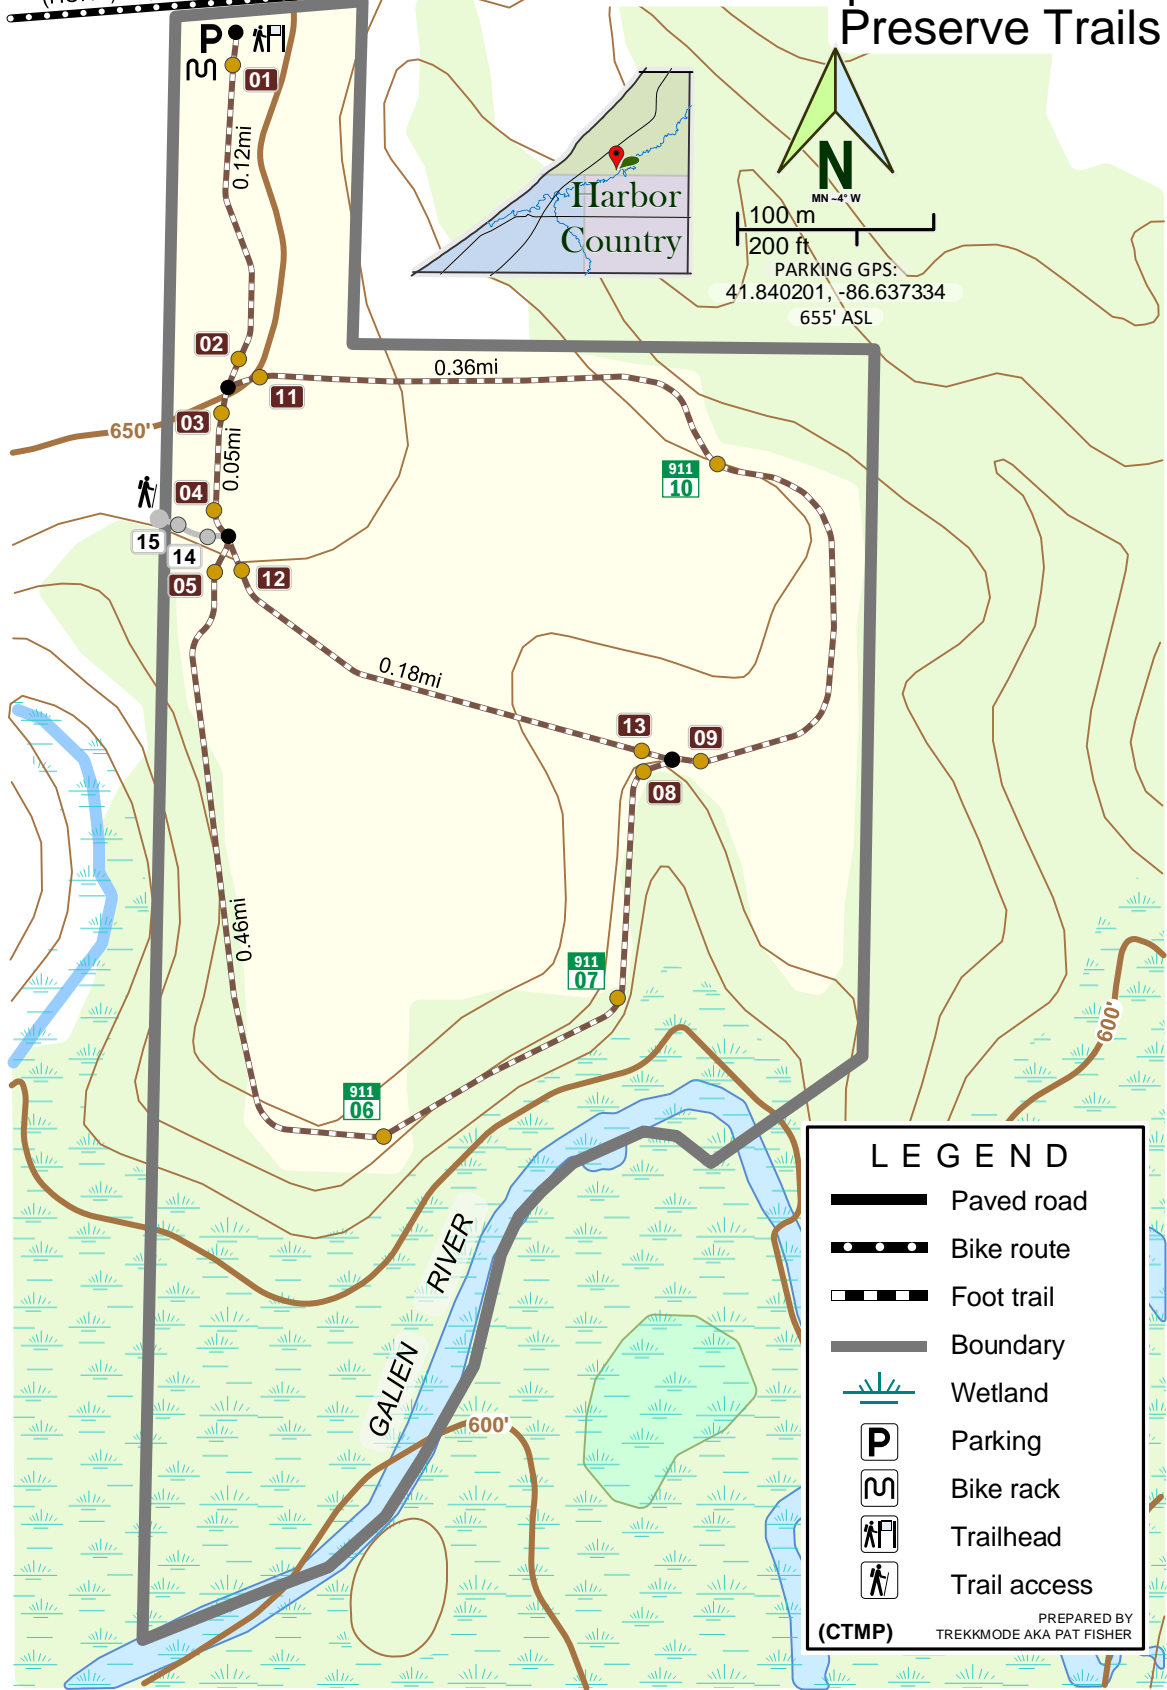 Preserve Trails
P
01
0.12mi
Harbor
Country
N
MN ~4° W
100 m
200 ft
PARKING GPS:
41.840201, -86.637334
655' ASL
02
0.36mi
11
03
650'
0.05mi
911
10
04
15
14
05
12
0.18mi
13
09
08
0.46mi
911
07
600'
911
06
GALIEN RIVER
600'
LEGEND
Paved road
Bike route
Foot trail
Boundary
Wetland
P Parking
Bike rack
Trailhead
Trail access
(CTMP)
PREPARED BY
TREKKMODE AKA PAT FISHER